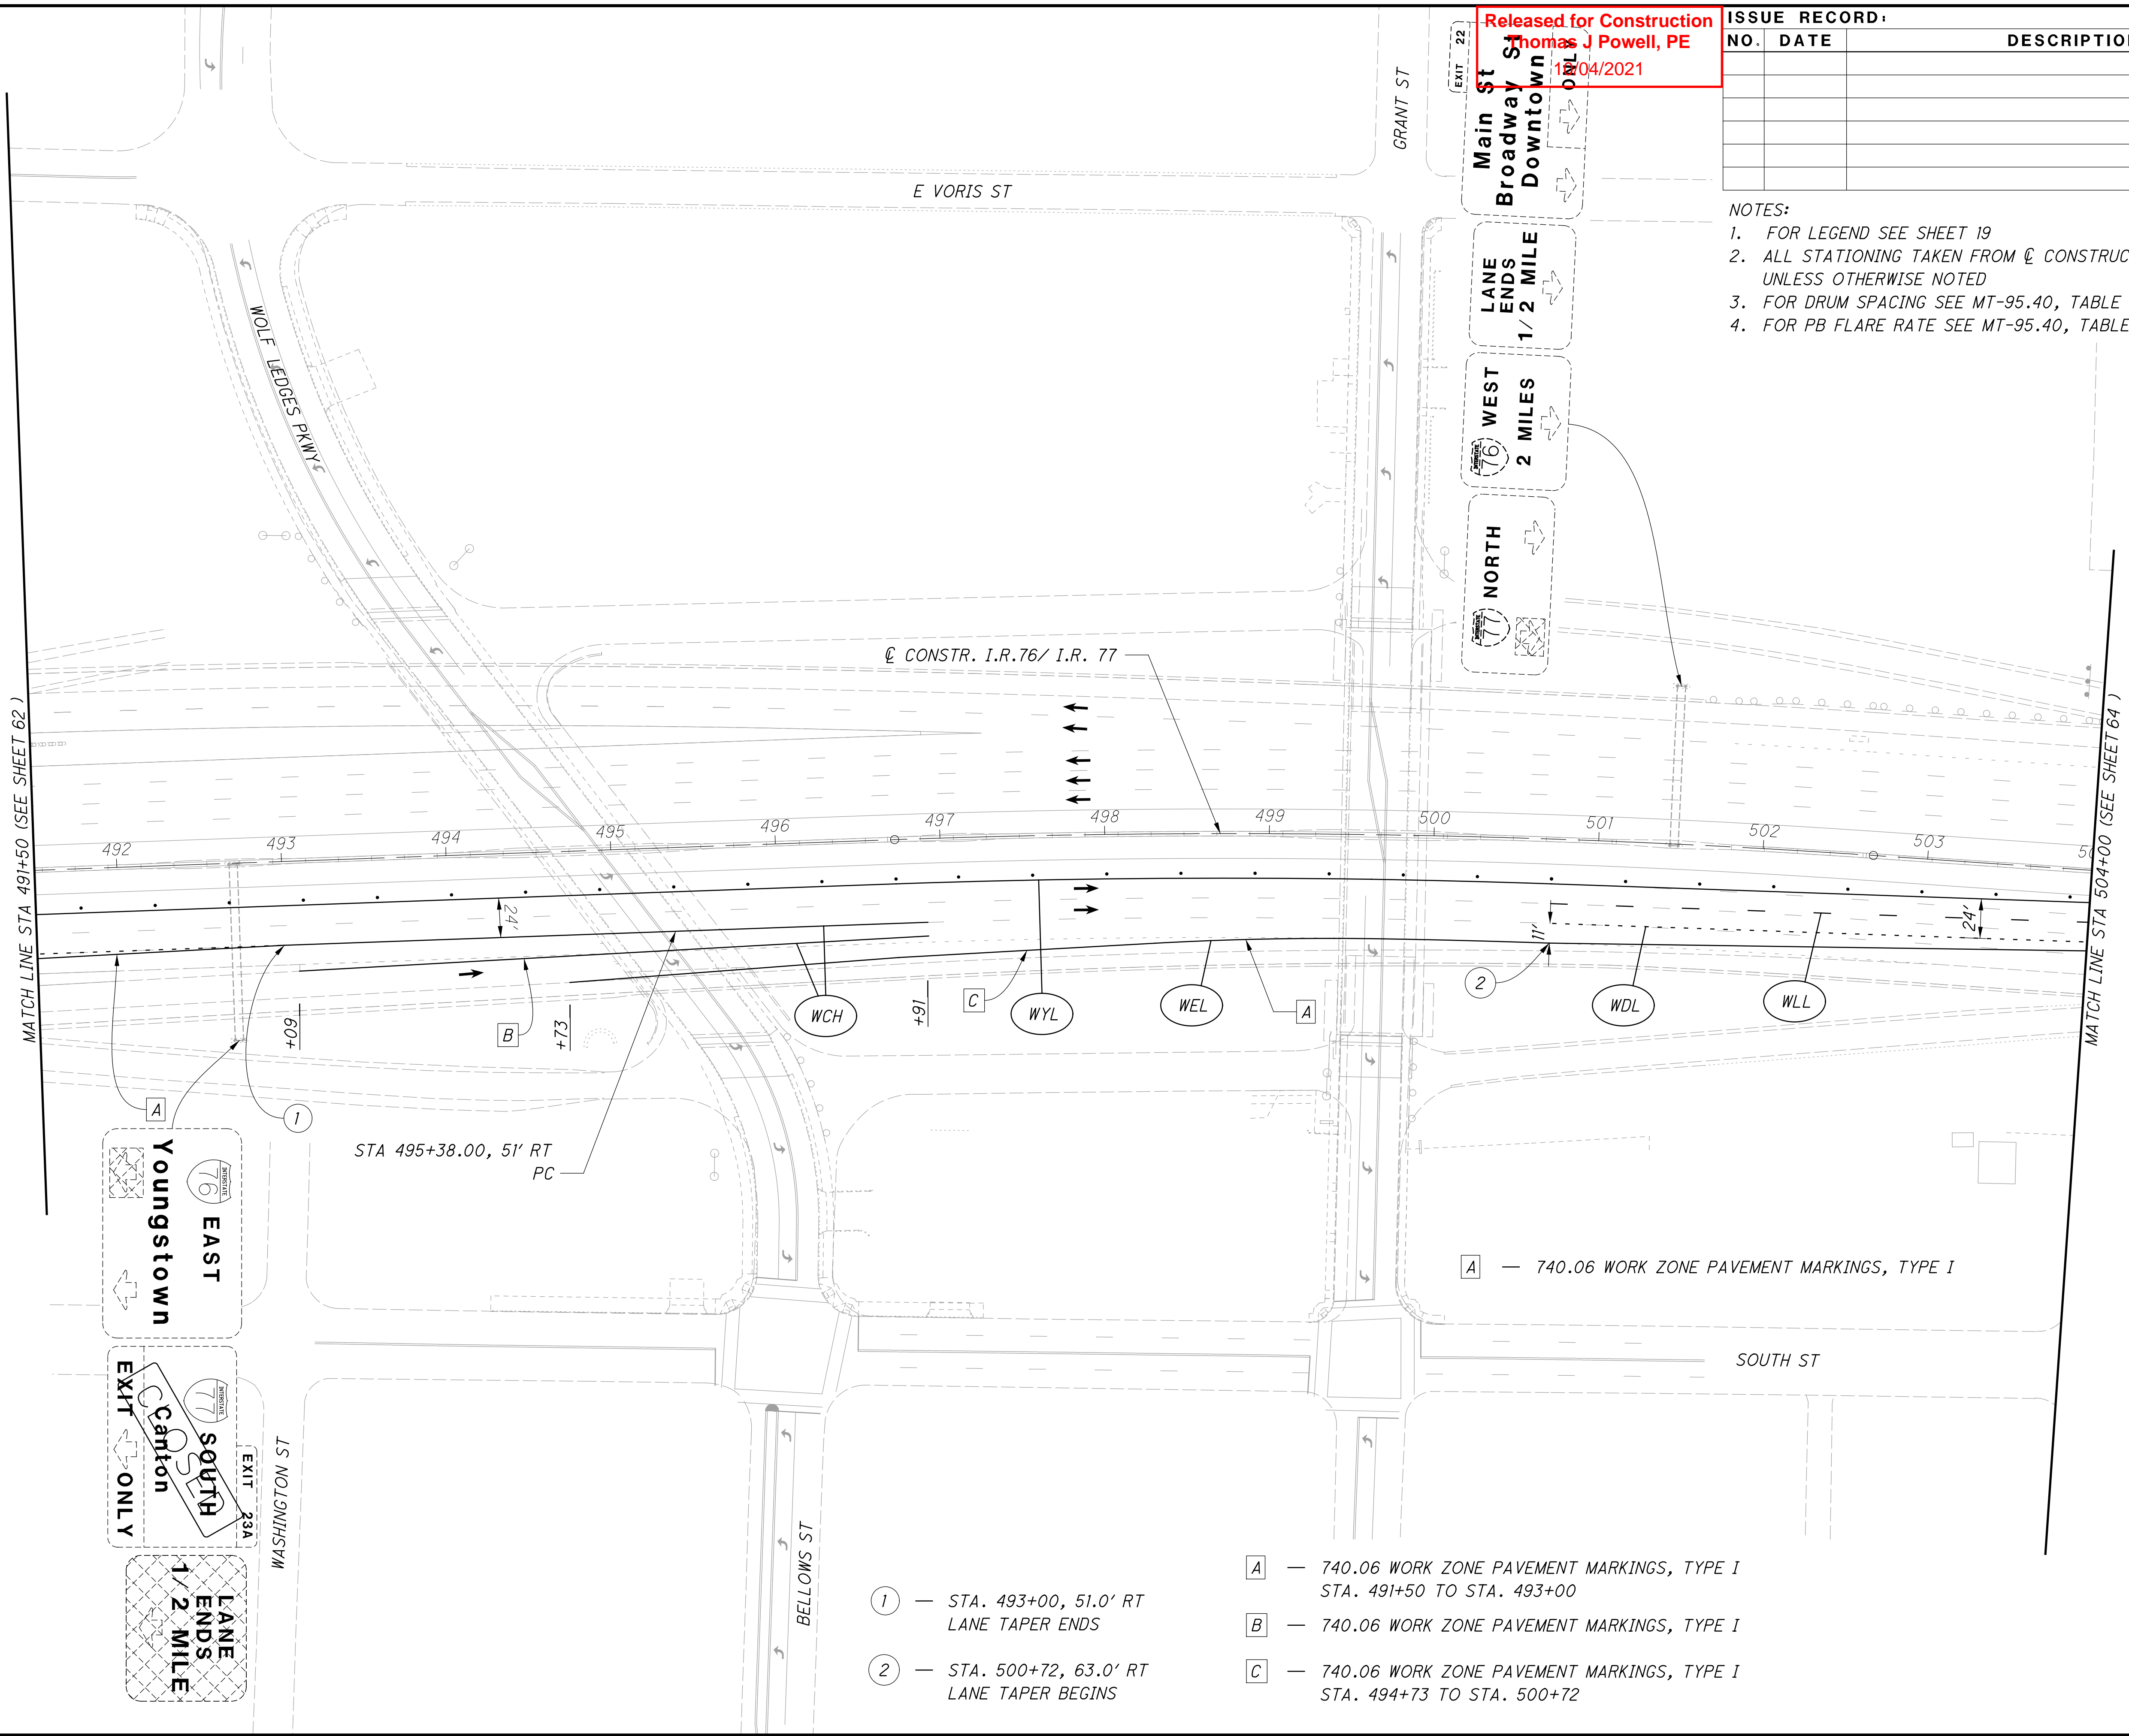 Released for Construction
Thomas J Powell, PE
/04/2021
ISSUE RECORD:
NO. DATE
NOTES:
1. FOR LEGEND SEE SHEET 19
2. ALL STATIONING TAKEN FROM ℄
UNLESS OTHERWISE NOTED
3. FOR DRUM SPACING SEE MT-95.40, TABLE
4. FOR PB FLARE RATE SEE MT-95.40, TABLE
EXIT 22
Main St
Broadway St
Downtown
ONLY
LANE
ENDS
1/2 MILE
INTERSTATE
76
WEST
2 MILES
INTERSTATE
77
NORTH
GRANT ST
E VORIS ST
WOLF LEDGES PKWY
℄ CONSTR. I.R.76/ I.R. 77
MATCH LINE STA 491+50 (SEE SHEET 62 )
MATCH LINE STA 504+00 (SEE SHEET 64 )
492
493
494
495
496
497
498
499
500
501
502
503
24'
11'
24'
+09
+73
+91
A
1
B
WCH
C
WYL
WEL
A
2
WDL
WLL
STA 495+38.00, 51' RT
PC
INTERSTATE
76
EAST
Youngstown
EXIT 23A
INTERSTATE
77
SOUTH
Canton
EXIT ONLY
CLOSED
LANE
ENDS
1/2 MILE
WASHINGTON ST
BELLOWS ST
SOUTH ST
A — 740.06 WORK ZONE PAVEMENT MARKINGS, TYPE I
1 — STA. 493+00, 51.0' RT
LANE TAPER ENDS
2 — STA. 500+72, 63.0' RT
LANE TAPER BEGINS
A — 740.06 WORK ZONE PAVEMENT MARKINGS, TYPE I
STA. 491+50 TO STA. 493+00
B — 740.06 WORK ZONE PAVEMENT MARKINGS, TYPE I
C — 740.06 WORK ZONE PAVEMENT MARKINGS, TYPE I
STA. 494+73 TO STA. 500+72